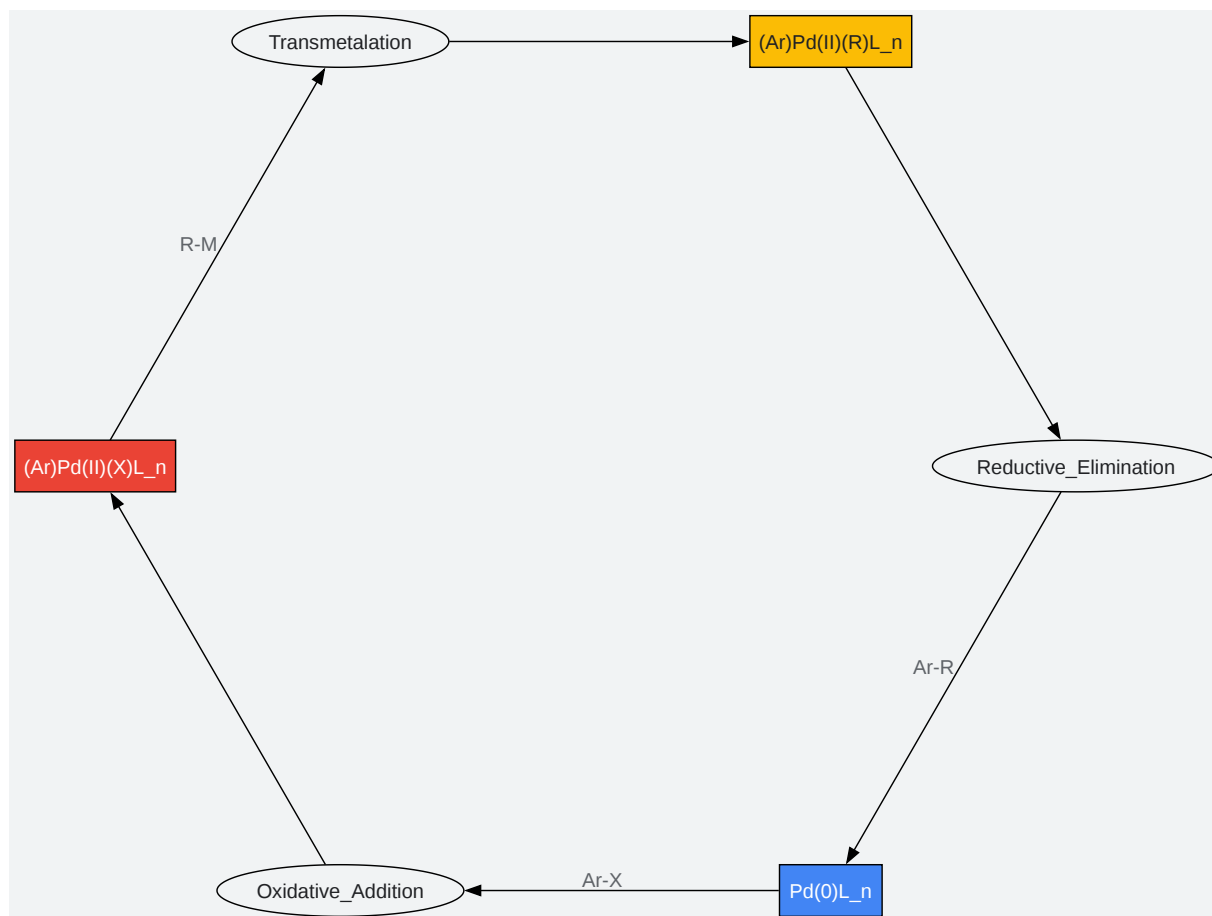 Transmetalation
(Ar)Pd(II)(R)L_n
R-M
(Ar)Pd(II)(X)L_n
Reductive_Elimination
Ar-R
Ar-X
Oxidative_Addition
Pd(0)L_n